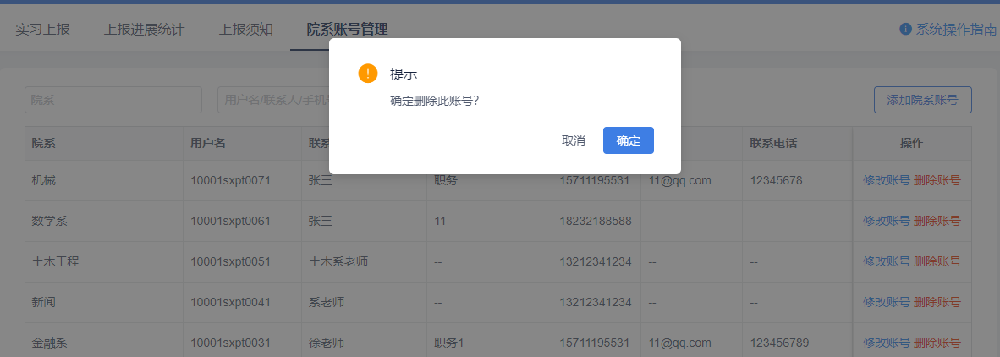 实习上报 上报进展统计 上报须知 院系账号管理 系统操作指南
提示
确定删除此账号?
取消 确定
院系 用户名/联系人/手机 添加院系账号
院系 用户名 联系 联系电话 操作
机械 10001sxpt0071 张三 职务 15711195531 11@qq.com 12345678 修改账号 删除账号
数学系 10001sxpt0061 张三 11 18232188588 -- -- 修改账号 删除账号
土木工程 10001sxpt0051 土木系老师 -- 13212341234 -- -- 修改账号 删除账号
新闻 10001sxpt0041 系老师 -- 13212341234 -- -- 修改账号 删除账号
金融系 10001sxpt0031 徐老师 职务1 15711195531 11@qq.com 123456789 修改账号 删除账号